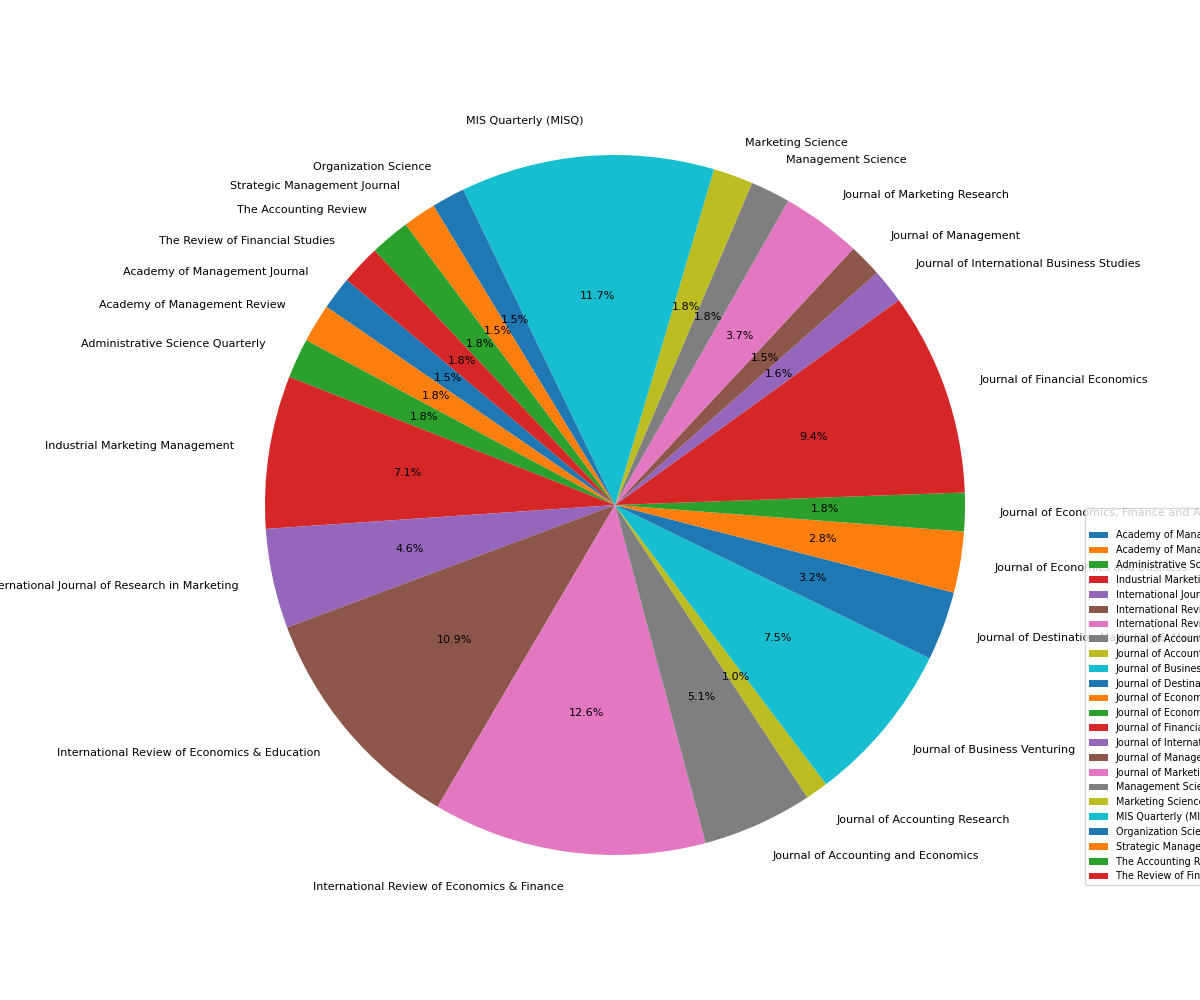 MIS Quarterly (MISQ)
Marketing Science
Management Science
Organization Science
Strategic Management Journal
Journal of Marketing Research
The Accounting Review
Journal of Management
The Review of Financial Studies
Journal of International Business Studies
Academy of Management Journal
Academy of Management Review
Administrative Science Quarterly
Journal of Financial Economics
Industrial Marketing Management
Journal of Economics, Finance and A
Journal of Economics and Business
International Journal of Research in Marketing
Journal of Destination
International Review of Economics & Education
Journal of Business Venturing
Journal of Accounting Research
Journal of Accounting and Economics
International Review of Economics & Finance
11.7%
1.8%
1.8%
3.7%
1.5%
1.6%
9.4%
1.8%
2.8%
3.2%
7.5%
1.0%
5.1%
12.6%
10.9%
4.6%
7.1%
1.8%
1.8%
1.5%
1.8%
1.8%
1.5%
1.5%
Academy of Mana
Academy of Mana
Administrative Sc
Industrial Marketi
International Jour
International Revi
International Revi
Journal of Accoun
Journal of Account
Journal of Busines
Journal of Destina
Journal of Econom
Journal of Econom
Journal of Financia
Journal of Internat
Journal of Manage
Journal of Marketi
Management Scie
Marketing Science
MIS Quarterly (MI
Organization Scie
Strategic Manage
The Accounting R
The Review of Fin